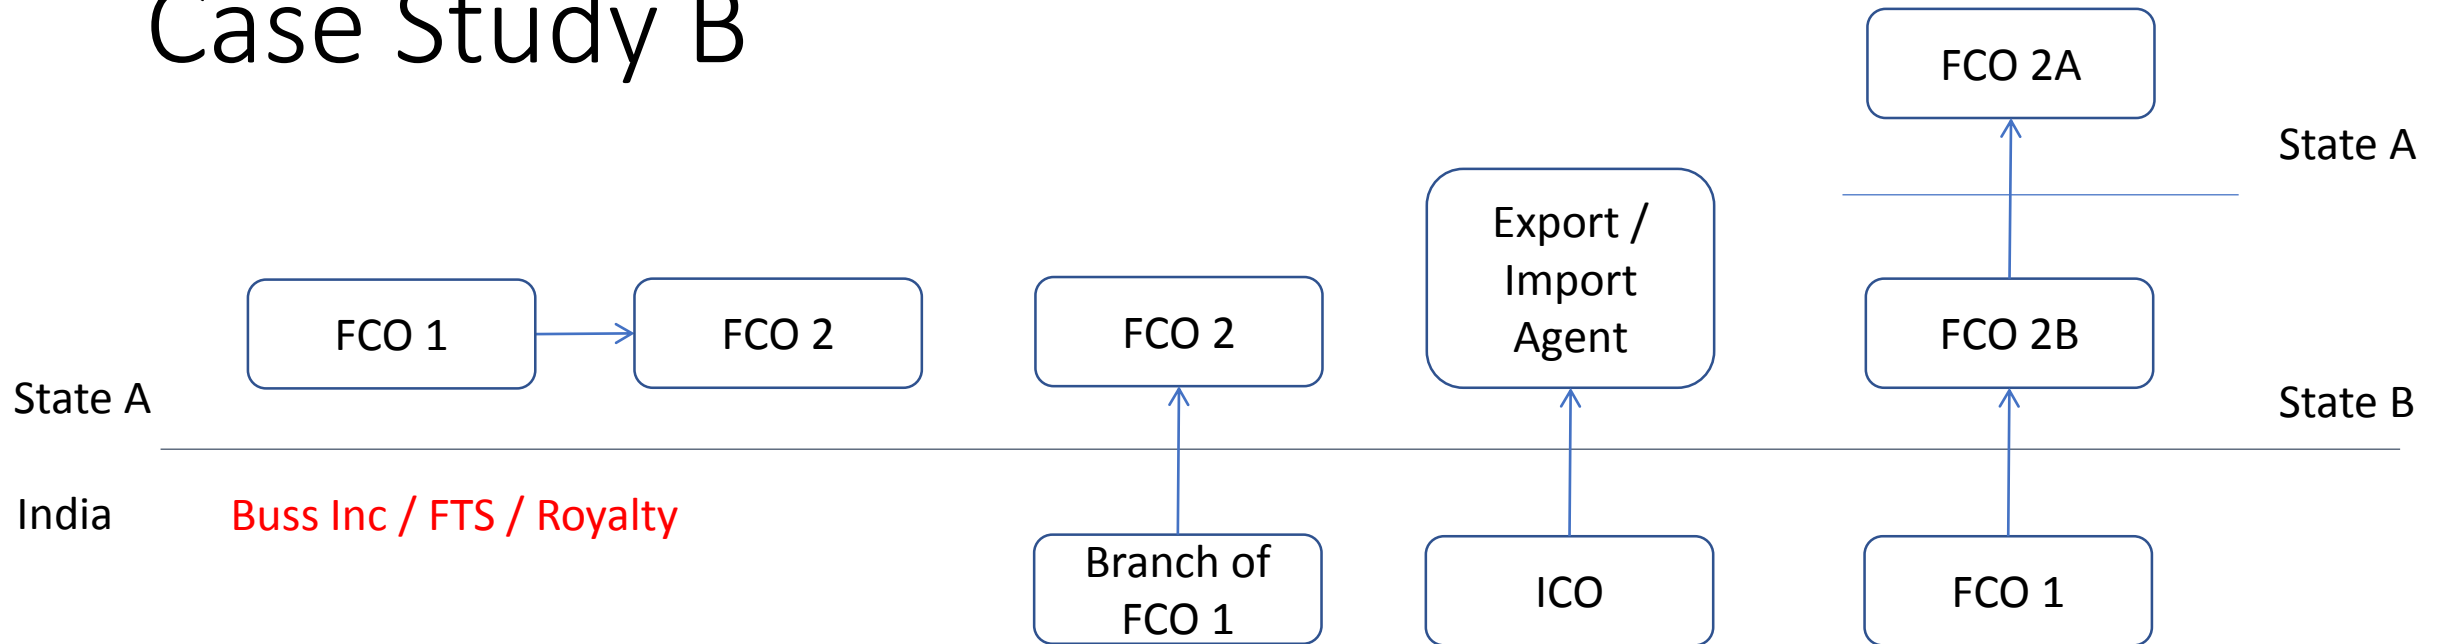 Case Study B
FCO 2A
State A
Export /
Import
Agent
FCO 1
FCO 2
FCO 2
FCO 2B
State A
State B
India
Buss Inc / FTS / Royalty
Branch of
FCO 1
ICO
FCO 1